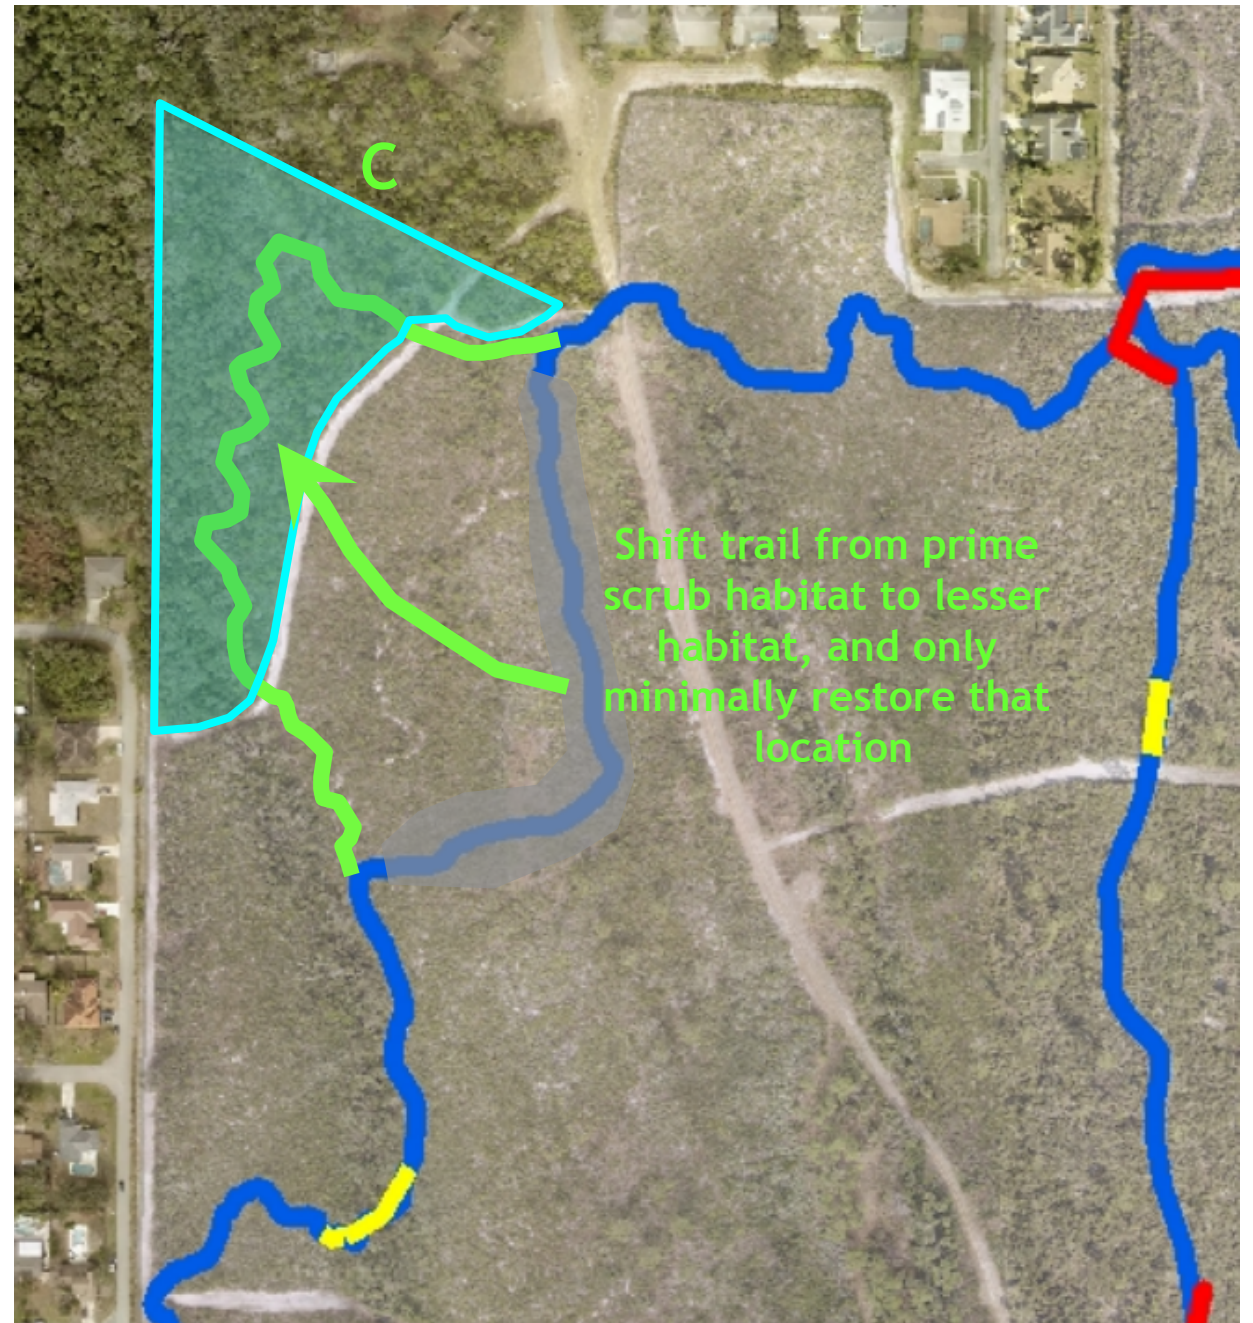 C
Shift trail from prime
scrub habitat to lesser
habitat, and only
minimally restore that
location